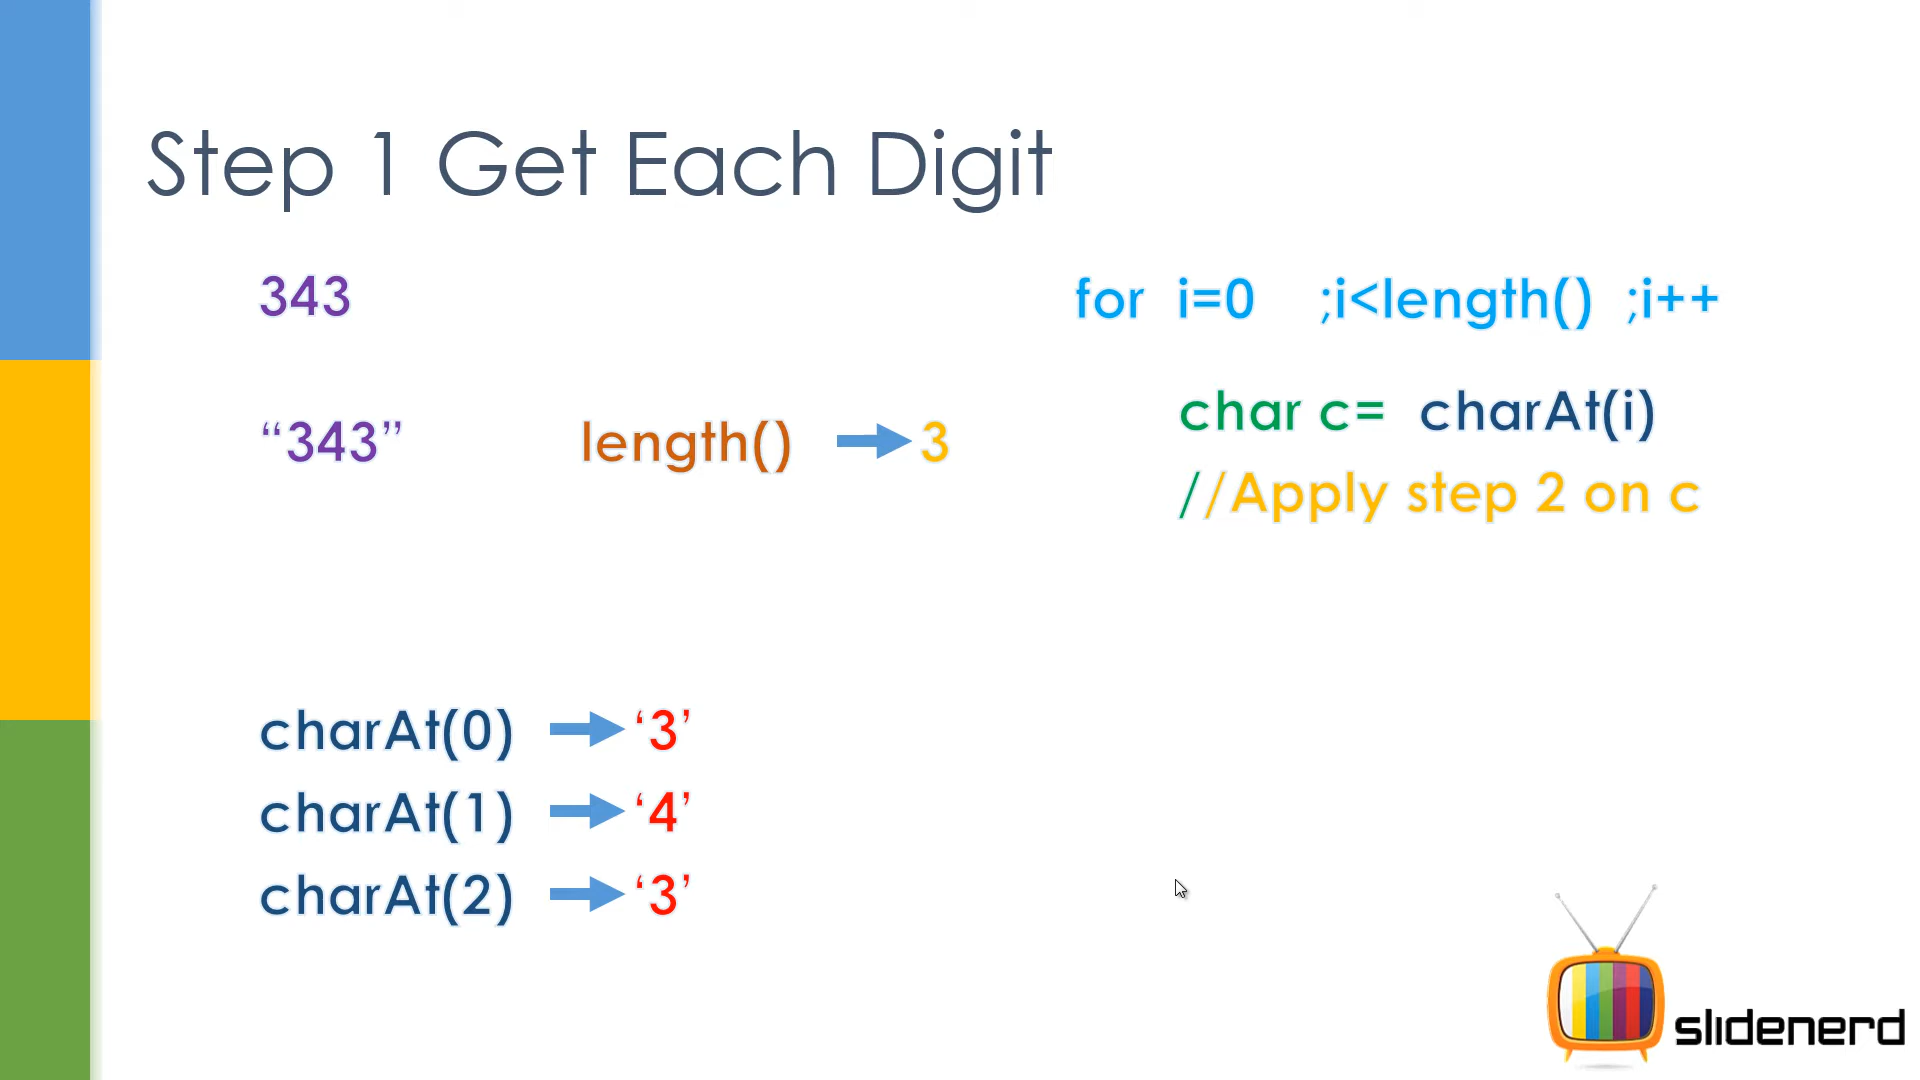 Step 1 Get Each Digit
343
for i=0 ;i<length() ;i++
char c= charAt(i)
“343” length() 3
//Apply step 2 on c
charAt(0) ‘3’
charAt(1) ‘4’
charAt(2) ‘3’
slidenerd